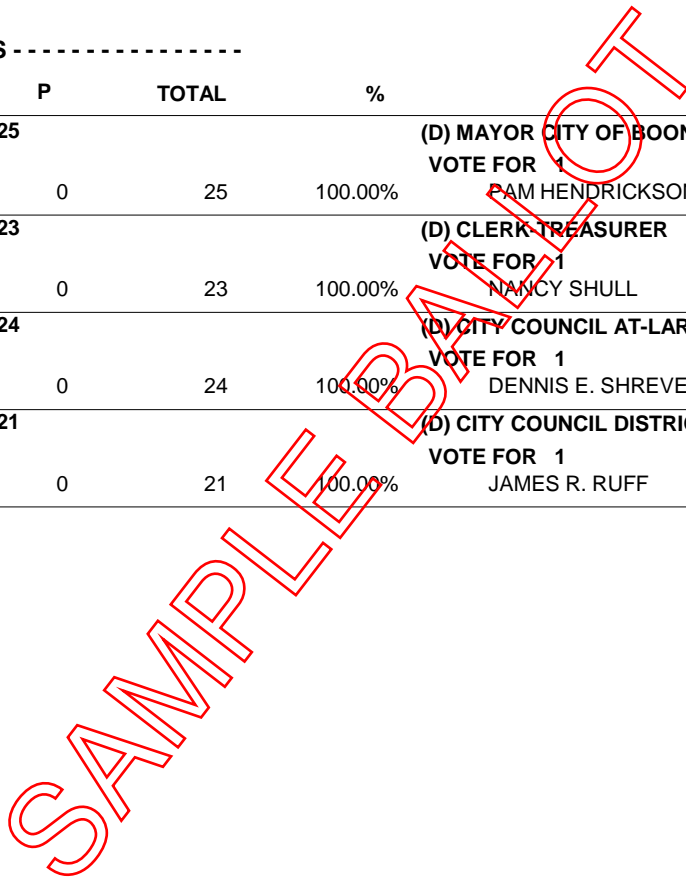 S - - - - - - - - - - - - - - - -
P TOTAL %
25 (D) MAYOR CITY OF BOON
VOTE FOR 1
0 25 100.00% PAM HENDRICKSON
23 (D) CLERK-TREASURER
VOTE FOR 1
0 23 100.00% NANCY SHULL
24 (D) CITY COUNCIL AT-LAR
VOTE FOR 1
0 24 100.00% DENNIS E. SHREVE
21 (D) CITY COUNCIL DISTRIC
VOTE FOR 1
0 21 100.00% JAMES R. RUFF
SAMPLE BALLOT